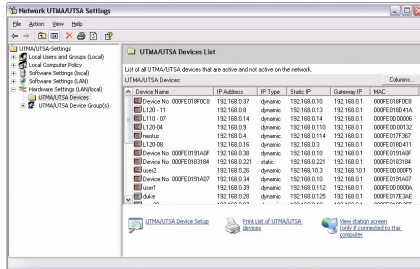 Network UTMA/UTSA Settings
File Action View Help
UTMA/UTSA-Settings
Local Users and Groups (Local)
Local Computer Policy
Software Settings (local)
Software Settings (LAN)
Hardware Settings (LAN/local)
UTMA/UTSA Devices
UTMA/UTSA Device Group(s)
UTMA/UTSA Devices List
List of all UTMA/UTSA devices that are active and not active on the network.
UTMA/UTSA Devices:
Columns...
Device Name IP Address IP Type Static IP Gateway IP MAC
Device No 000FE018F0C8 192.168.0.37 dynamic 192.168.0.10 192.168.0.1 000FE018F0C8
L120 - 11 192.168.0.8 dynamic 192.168.0.13 192.168.0.1 000FE018D41A
L110 - 07 192.168.0.14 dynamic 192.168.0.14 192.168.0.1 000FE0D00006
L120-04 192.168.0.9 dynamic 192.168.0.110 192.168.0.1 000FE0D00132
neotus 192.168.0.4 dynamic 192.168.0.114 192.168.0.1 000FE017F367
L120-08 192.168.0.16 dynamic 192.168.0.3 192.168.0.1 000FE018D411
Device No 000FE0191A0F 192.168.0.38 dynamic 192.168.0.10 192.168.0.1 000FE0191A0F
Device No 000FE0183184 192.168.0.221 static 192.168.0.221 192.168.0.1 000FE0183184
user2 192.168.0.26 dynamic 192.168.10.3 192.168.10.1 000FE0D000F5
Device No 000FE0191A07 192.168.0.34 dynamic 192.168.0.10 192.168.0.1 000FE0191A07
user1 192.168.0.39 dynamic 192.168.0.112 192.168.0.1 000FE0D0000A
duke 192.168.0.28 dynamic 192.168.0.125 192.168.0.1 000FE017E3AE
UTMA/UTSA Device Setup
Print List of UTMA/UTSA devices
View station screen (only if connected to this computer